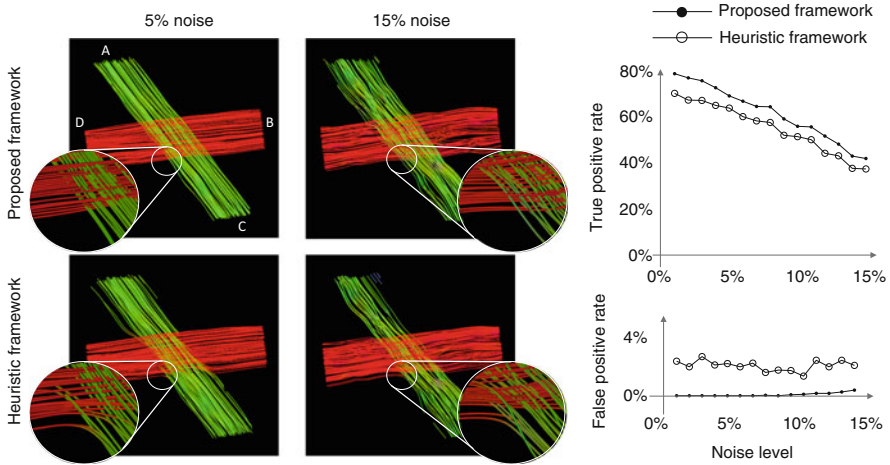 5% noise
15% noise
Proposed framework
Heuristic framework
Proposed framework
A
D
B
C
Heuristic framework
True positive rate
80%
60%
40%
20%
0%
0%
5%
10%
15%
False positive rate
4%
0%
0%
5%
10%
15%
Noise level